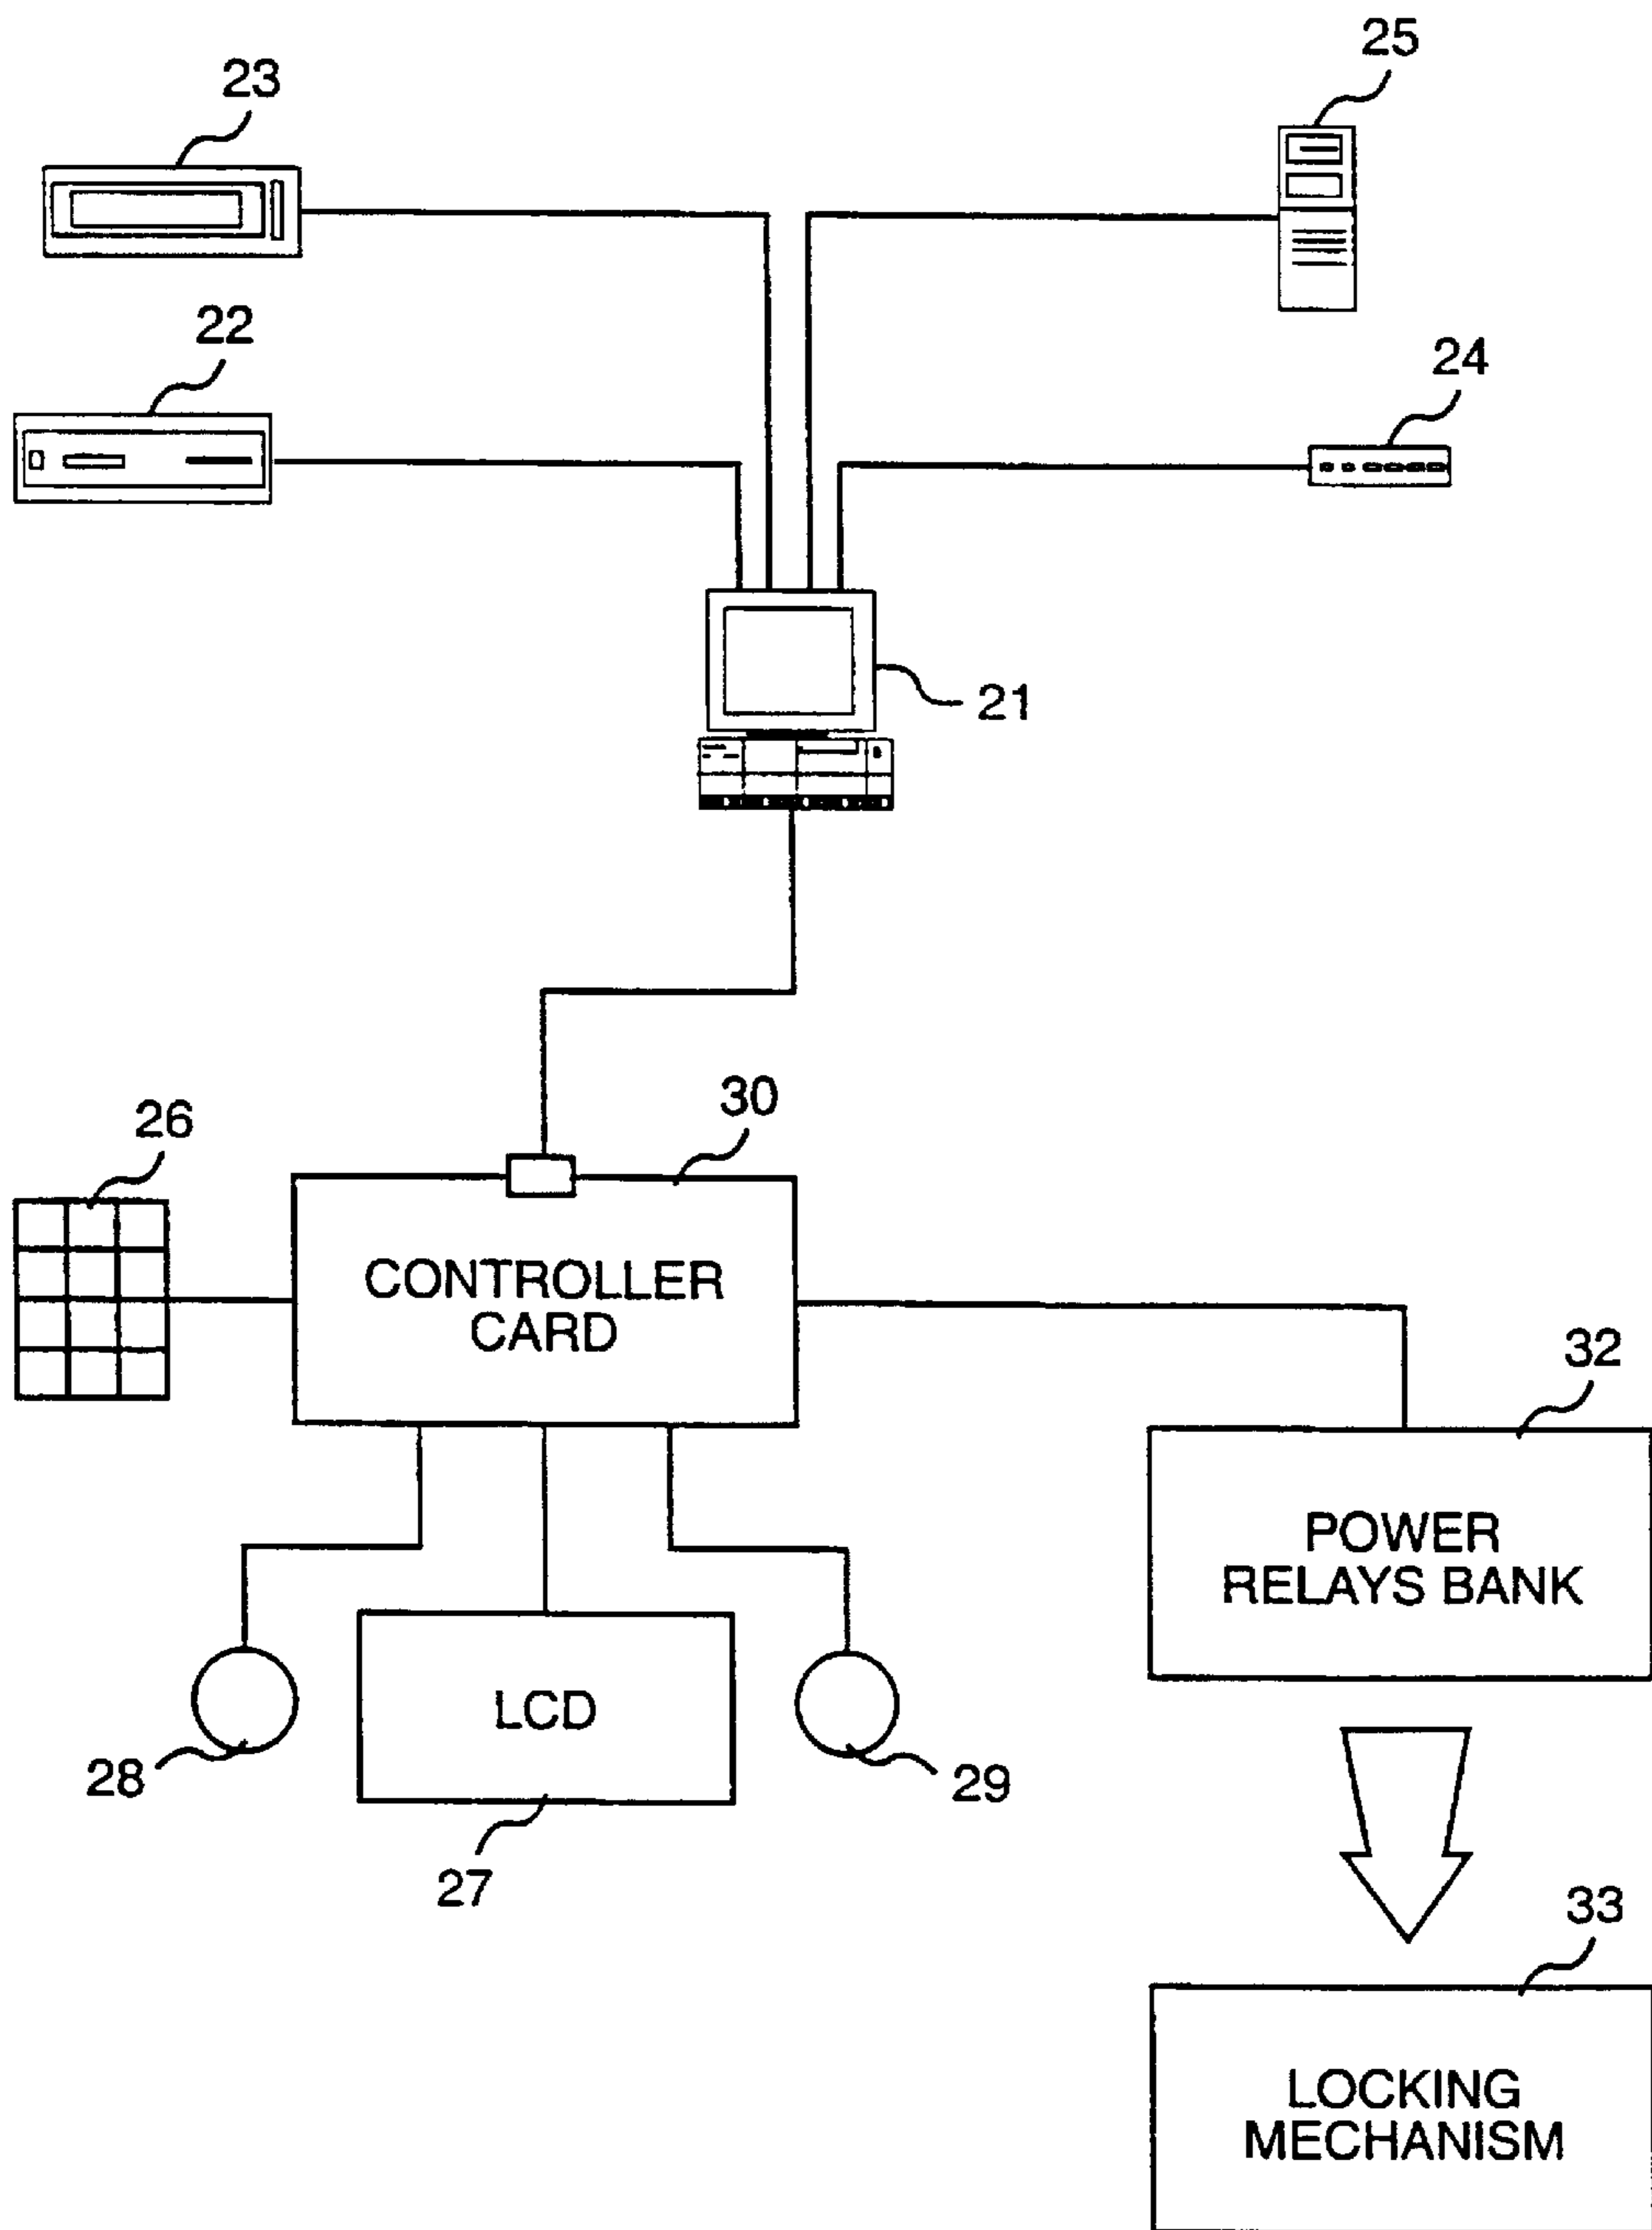 25
23
22
24
21
30
26
CONTROLLER
CARD
32
POWER
RELAYS BANK
LCD
28
29
27
33
LOCKING
MECHANISM